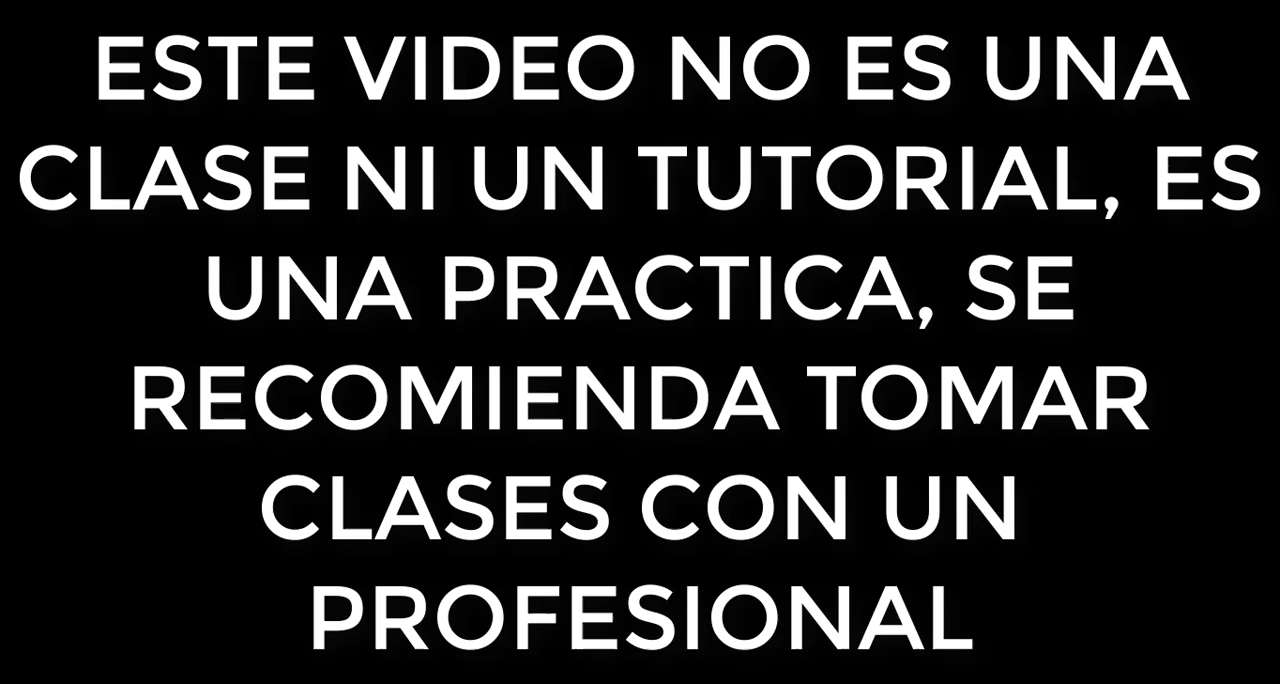 ESTE VIDEO NO ES UNA
CLASE NI UN TUTORIAL, ES
UNA PRACTICA, SE
RECOMIENDA TOMAR
CLASES CON UN
PROFESIONAL